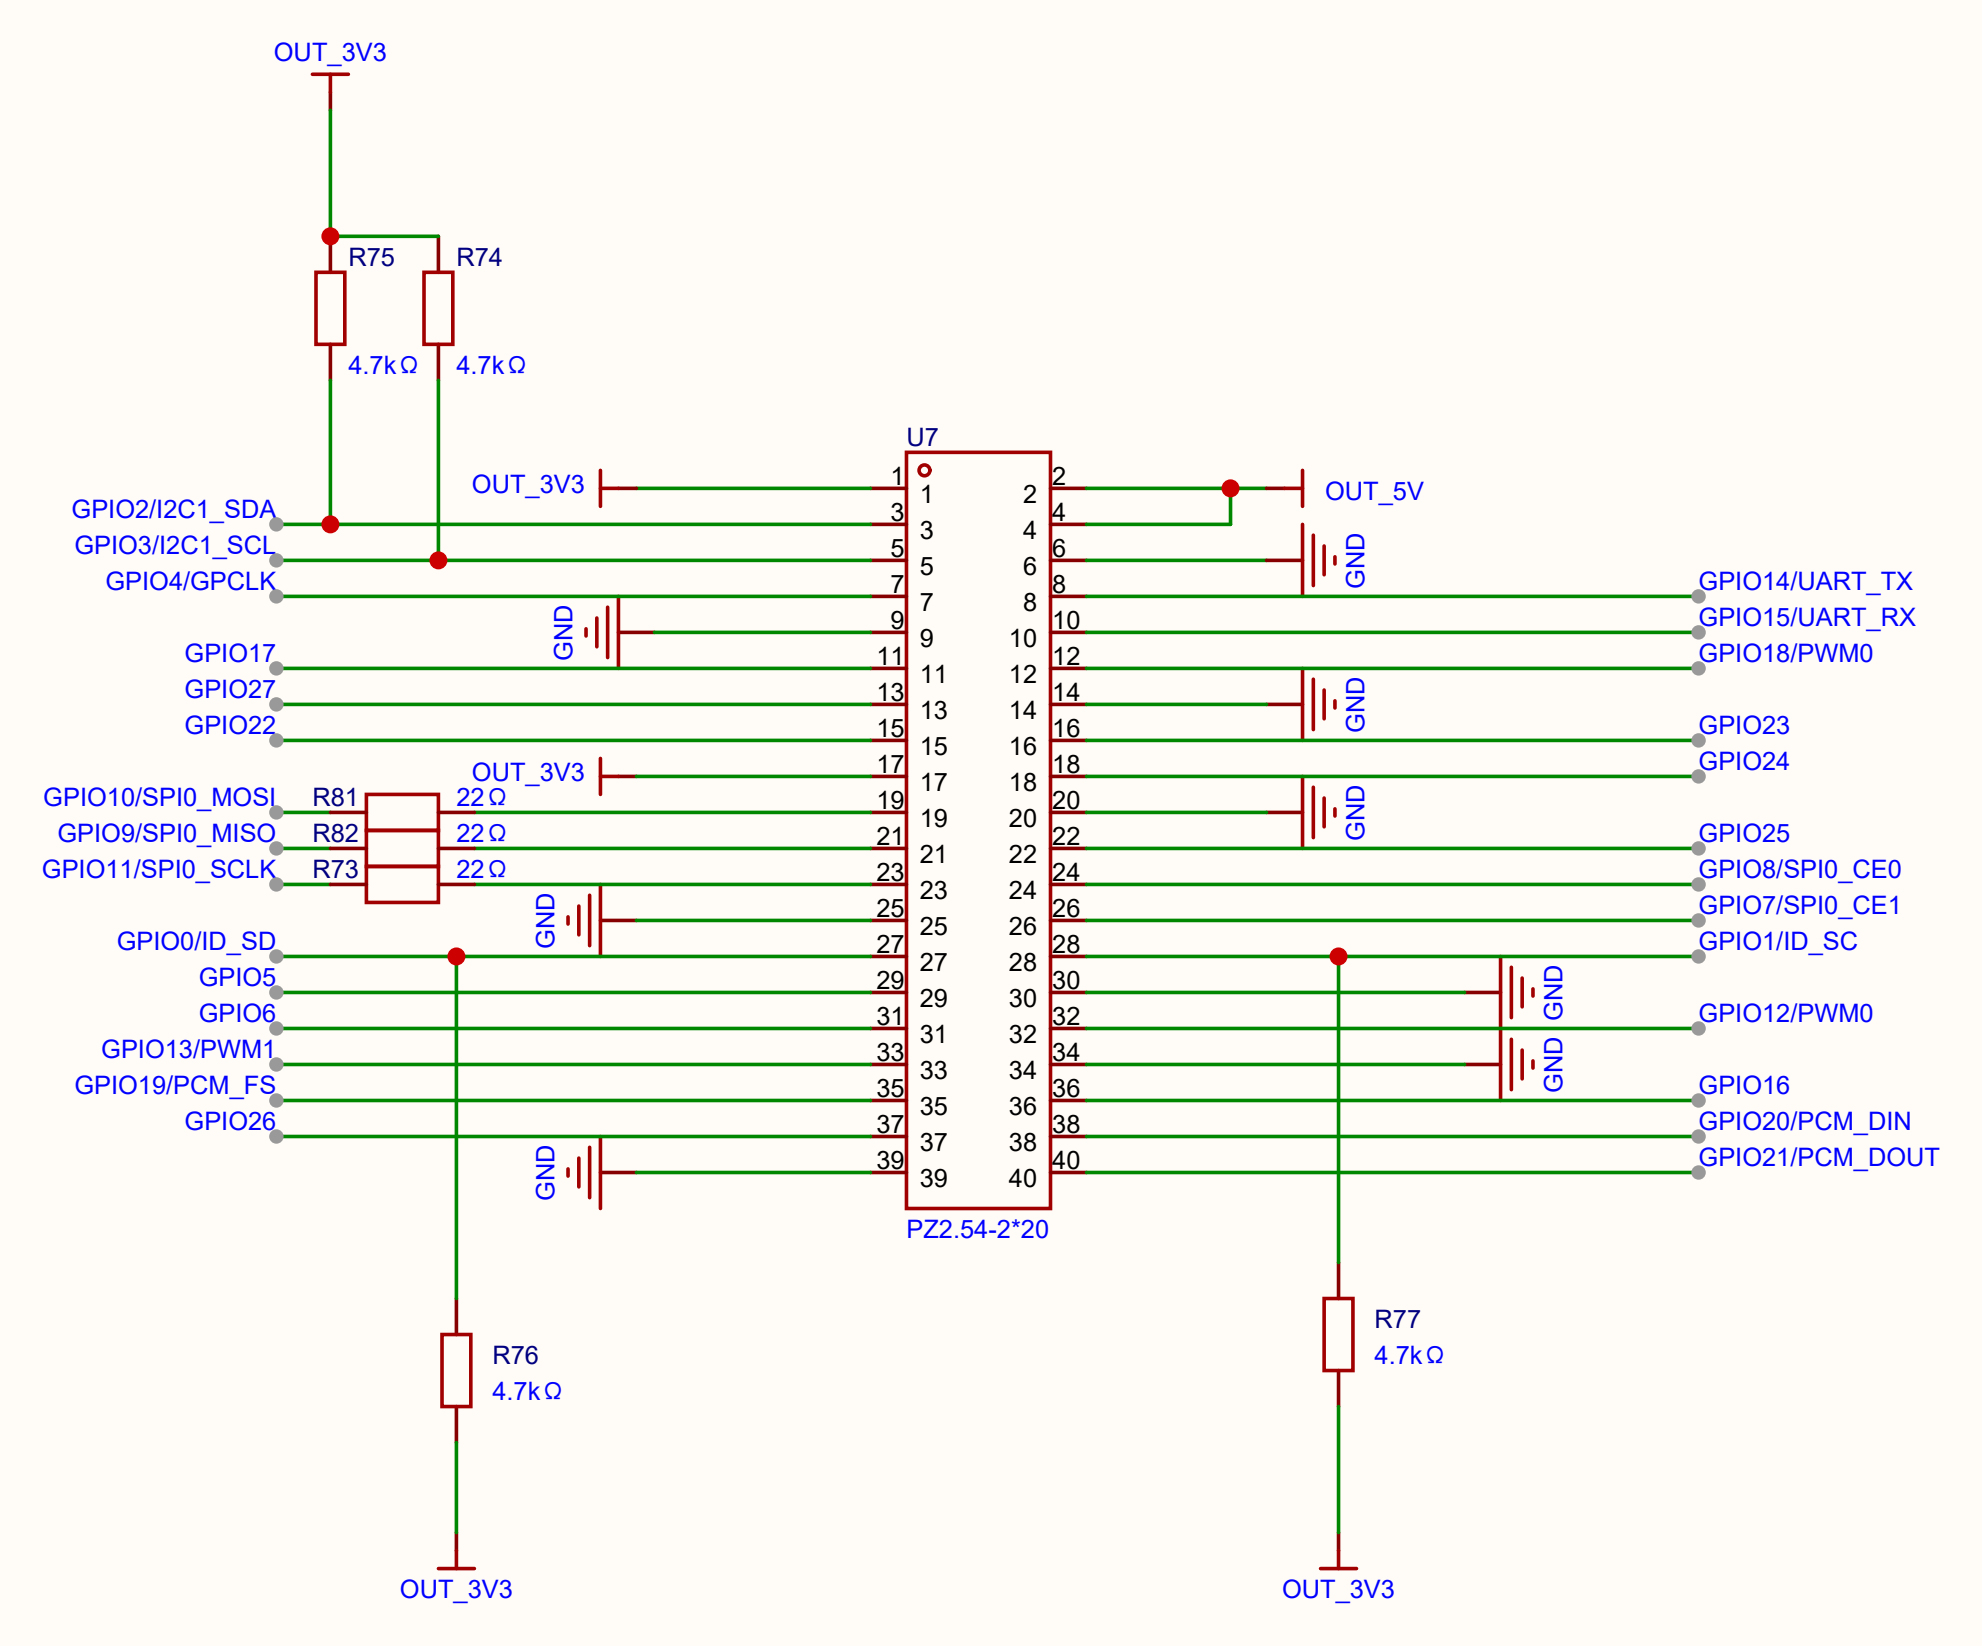 OUT_3V3
R75
R74
4.7kΩ
4.7kΩ
U7
OUT_3V3
1
1
2
2
OUT_5V
GPIO2/I2C1_SDA
3
3
4
4
GPIO3/I2C1_SCL
5
5
6
6
GND
GPIO4/GPCLK
7
7
8
8
GPIO14/UART_TX
GND
9
9
10
10
GPIO15/UART_RX
GPIO17
11
11
12
12
GPIO18/PWM0
GPIO27
13
13
14
14
GND
GPIO22
15
15
16
16
GPIO23
OUT_3V3
17
17
18
18
GPIO24
GPIO10/SPI0_MOSI
R81
22Ω
19
19
20
20
GND
GPIO9/SPI0_MISO
R82
22Ω
21
21
22
22
GPIO25
GPIO11/SPI0_SCLK
R73
22Ω
23
23
24
24
GPIO8/SPI0_CE0
GND
25
25
26
26
GPIO7/SPI0_CE1
GPIO0/ID_SD
27
27
28
28
GPIO1/ID_SC
GPIO5
29
29
30
30
GND
GPIO6
31
31
32
32
GPIO12/PWM0
GPIO13/PWM1
33
33
34
34
GND
GPIO19/PCM_FS
35
35
36
36
GPIO16
GPIO26
37
37
38
38
GPIO20/PCM_DIN
GND
39
39
40
40
GPIO21/PCM_DOUT
PZ2.54-2*20
R76
4.7kΩ
R77
4.7kΩ
OUT_3V3
OUT_3V3